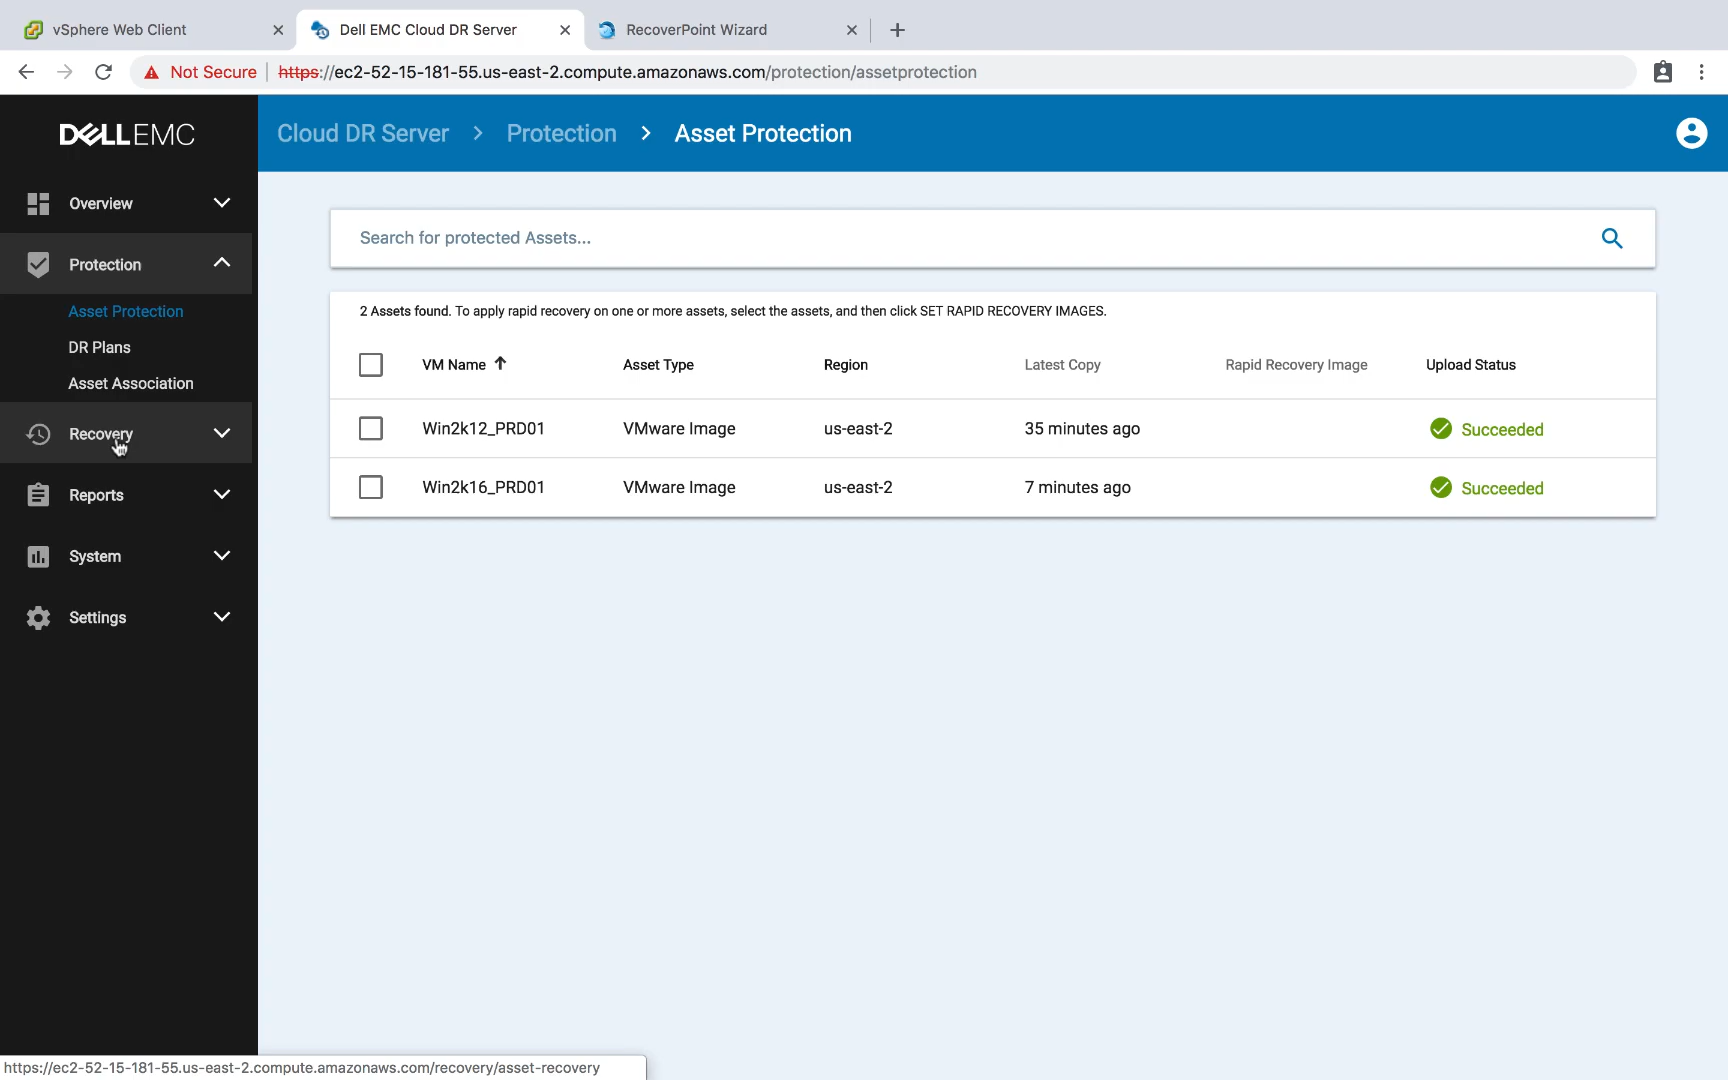 vSphere Web Client
Dell EMC Cloud DR Server
RecoverPoint Wizard
Not Secure
https://ec2-52-15-181-55.us-east-2.compute.amazonaws.com/protection/assetprotection
DELLEMC
Cloud DR Server > Protection > Asset Protection
Overview
Protection
Asset Protection
DR Plans
Asset Association
Recovery
Reports
System
Settings
Search for protected Assets...
2 Assets found. To apply rapid recovery on one or more assets, select the assets, and then click SET RAPID RECOVERY IMAGES.
VM Name Asset Type Region Latest Copy Rapid Recovery Image Upload Status
Win2k12_PRD01 VMware Image us-east-2 35 minutes ago Succeeded
Win2k16_PRD01 VMware Image us-east-2 7 minutes ago Succeeded
https://ec2-52-15-181-55.us-east-2.compute.amazonaws.com/recovery/asset-recovery